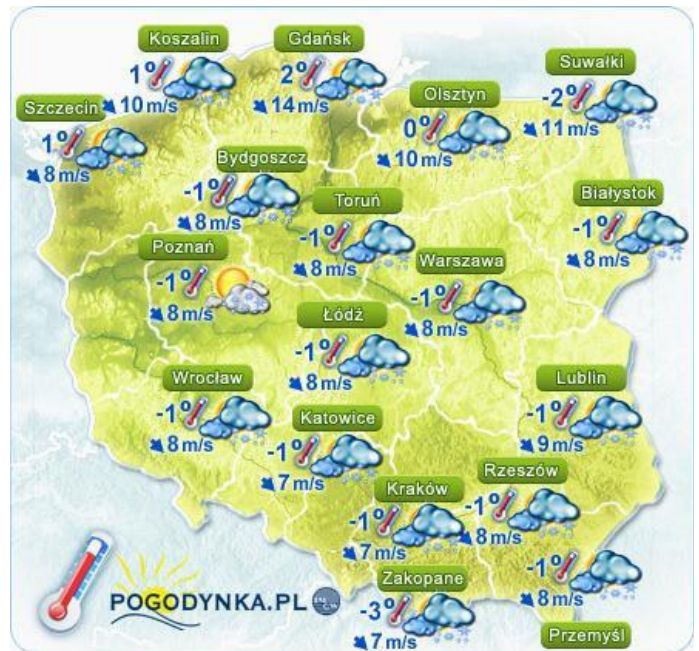 Koszalin
1°
10 m/s
Gdańsk
2°
14 m/s
Suwałki
-2°
11 m/s
Szczecin
1°
8 m/s
Olsztyn
0°
10 m/s
Bydgoszcz
-1°
8 m/s
Toruń
-1°
8 m/s
Białystok
-1°
8 m/s
Poznań
-1°
8 m/s
Warszawa
-1°
8 m/s
Łódź
-1°
8 m/s
Wrocław
-1°
8 m/s
Katowice
-1°
7 m/s
Lublin
-1°
9 m/s
Kraków
-1°
7 m/s
Rzeszów
-1°
8 m/s
Zakopane
-3°
7 m/s
-1°
8 m/s
Przemyśl
POGODYNKA.PL